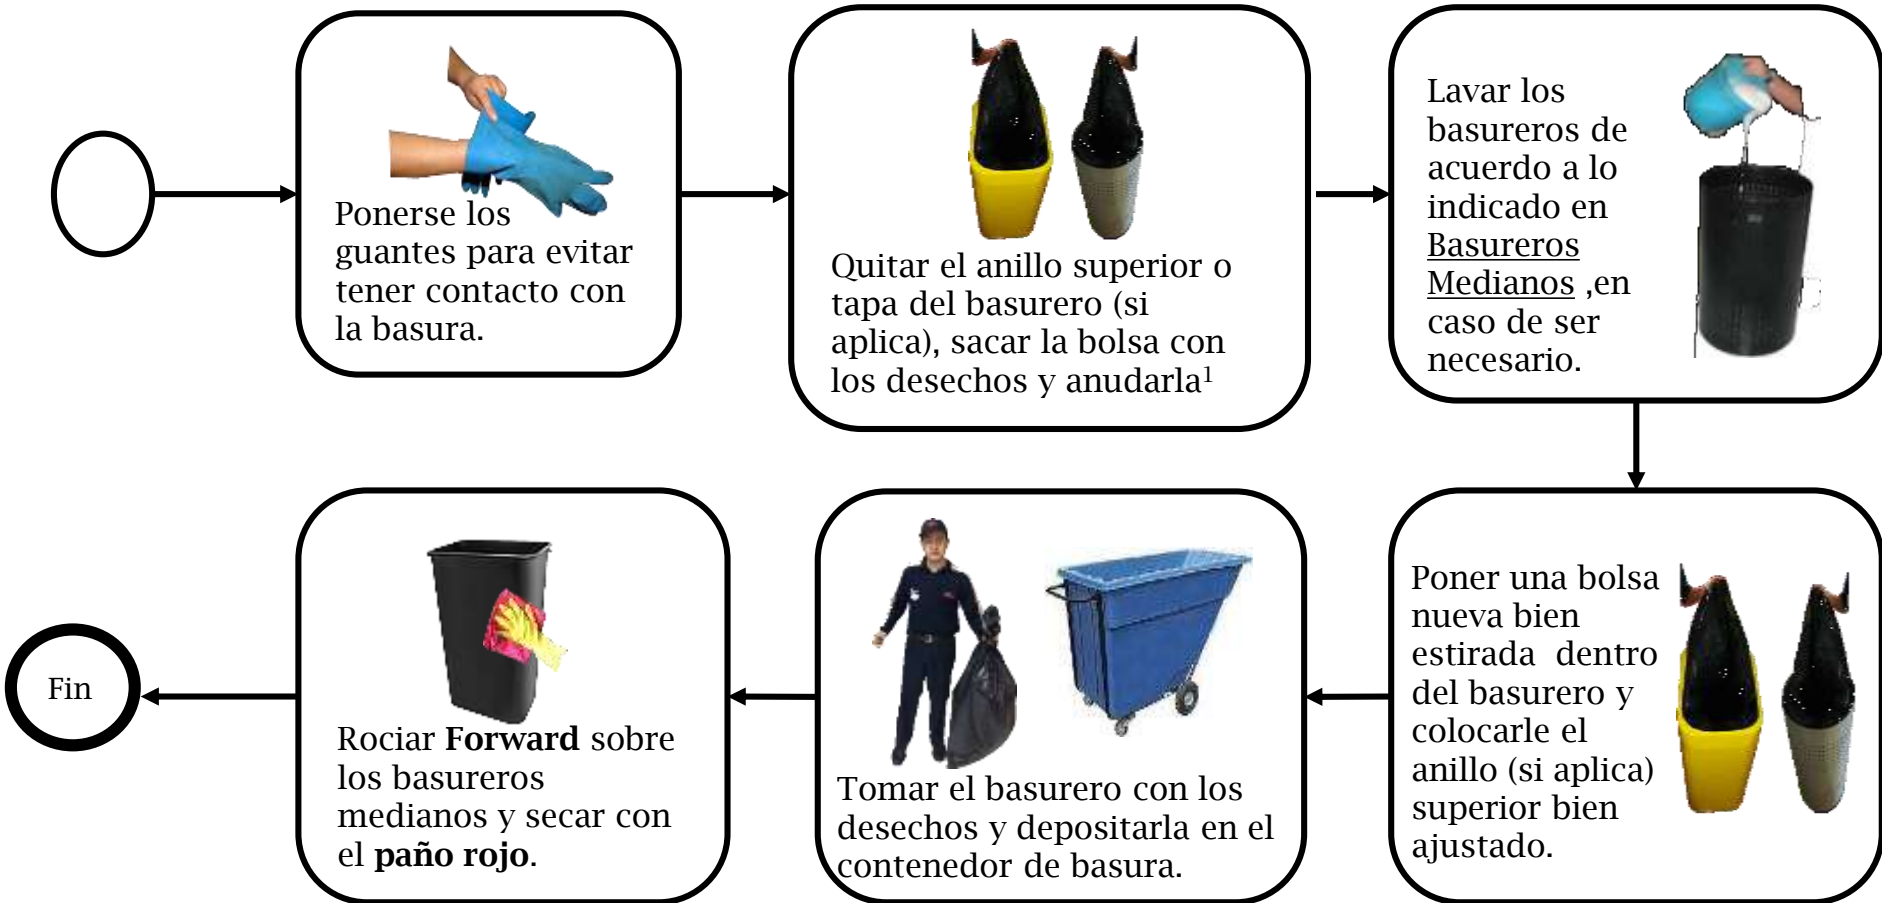 Ponerse los
guantes para evitar
tener contacto con
la basura.
Quitar el anillo superior o
tapa del basurero (si
aplica), sacar la bolsa con
los desechos y anudarla¹
Lavar los
basureros de
acuerdo a lo
indicado en
Basureros
Medianos ,en
caso de ser
necesario.
Poner una bolsa
nueva bien
estirada dentro
del basurero y
colocarle el
anillo (si aplica)
superior bien
ajustado.
Tomar el basurero con los
desechos y depositarla en el
contenedor de basura.
Rociar Forward sobre
los basureros
medianos y secar con
el paño rojo.
Fin